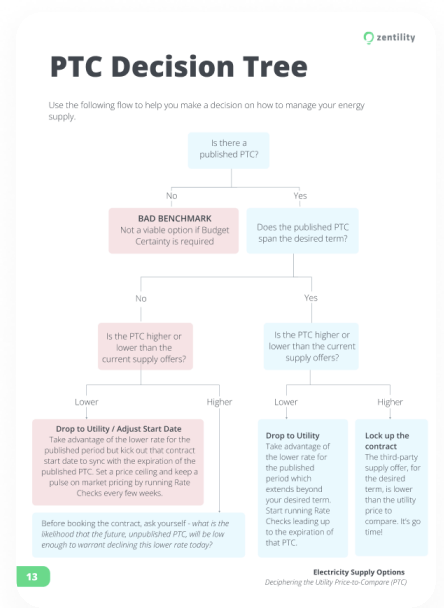 zentility
PTC Decision Tree
Use the following flow to help you make a decision on how to manage your energy
supply.
Is there a
published PTC?
No
Yes
BAD BENCHMARK
Not a viable option if Budget
Certainty is required
Does the published PTC
span the desired term?
No
Yes
Is the PTC higher or
lower than the
current supply offers?
Is the PTC higher or
lower than the current
supply offers?
Lower
Higher
Lower
Higher
Drop to Utility / Adjust Start Date
Take advantage of the lower rate for the
published period but kick out that contract
start date to sync with the expiration of the
published PTC. Set a price ceiling and keep a
pulse on market pricing by running Rate
Checks every few weeks.
Before booking the contract, ask yourself - what is the
likelihood that the future, unpublished PTC, will be low
enough to warrant declining this lower rate today?
Drop to Utility
Take advantage of
the lower rate for
the published
period which
extends beyond
your desired term.
Start running Rate
Checks leading up
to the expiration of
that PTC.
Lock up the
contract
The third-party
supply offer, for
the desired
term, is lower
than the utility
price to
compare. It's go
time!
13
Electricity Supply Options
Deciphering the Utility Price-to-Compare (PTC)